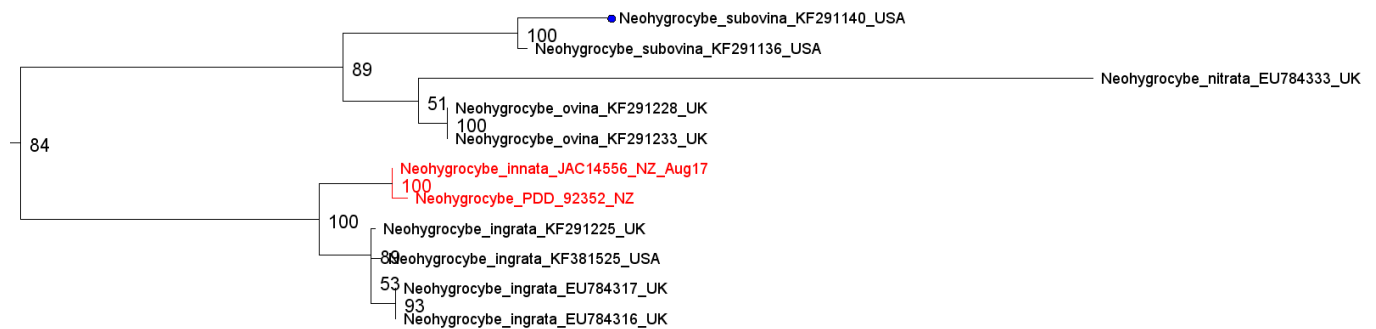 Neohygrocybe_subovina_KF291140_USA
100
Neohygrocybe_subovina_KF291136_USA
89
Neohygrocybe_nitrata_EU784333_UK
51
Neohygrocybe_ovina_KF291228_UK
100
Neohygrocybe_ovina_KF291233_UK
84
Neohygrocybe_innata_JAC14556_NZ_Aug17
100
Neohygrocybe_PDD_92352_NZ
100
Neohygrocybe_ingrata_KF291225_UK
89
Neohygrocybe_ingrata_KF381525_USA
53
Neohygrocybe_ingrata_EU784317_UK
93
Neohygrocybe_ingrata_EU784316_UK